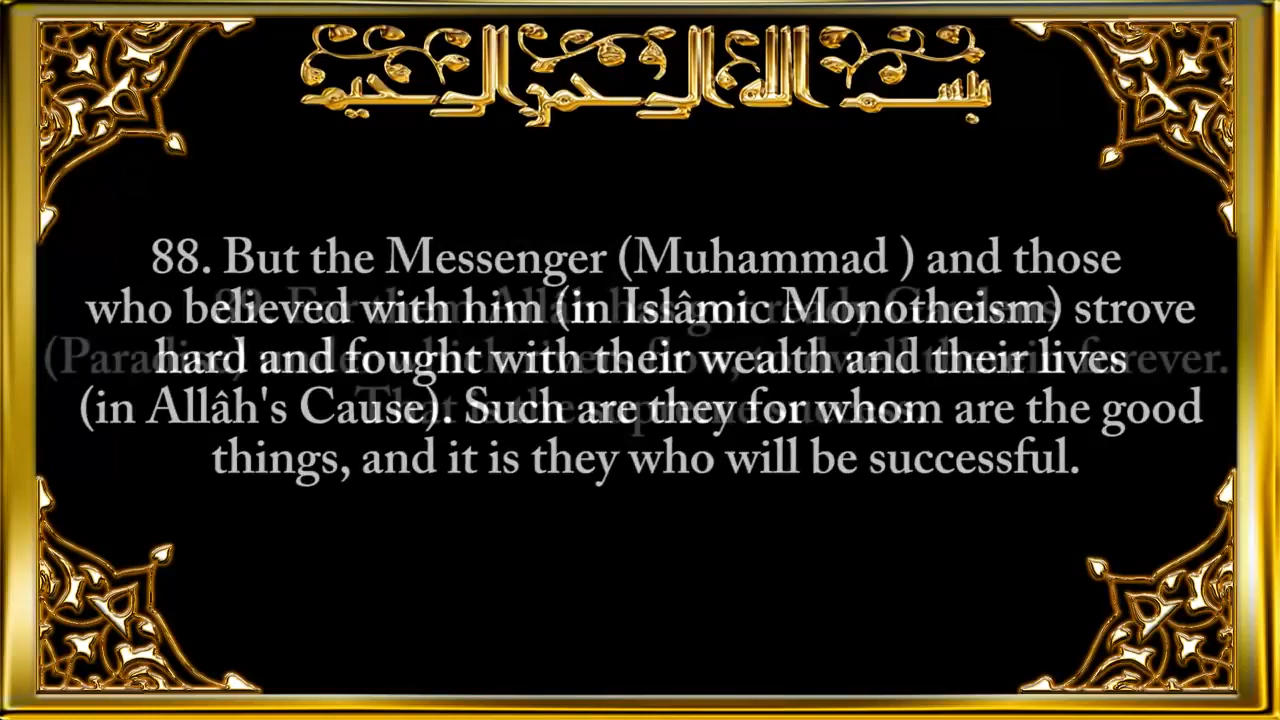 بسم الله الرحمن الرحيم
88. But the Messenger (Muhammad ) and those
who believed with him (in Islâmic Monotheism) strove
hard and fought with their wealth and their lives
(in Allâh's Cause). Such are they for whom are the good
things, and it is they who will be successful.